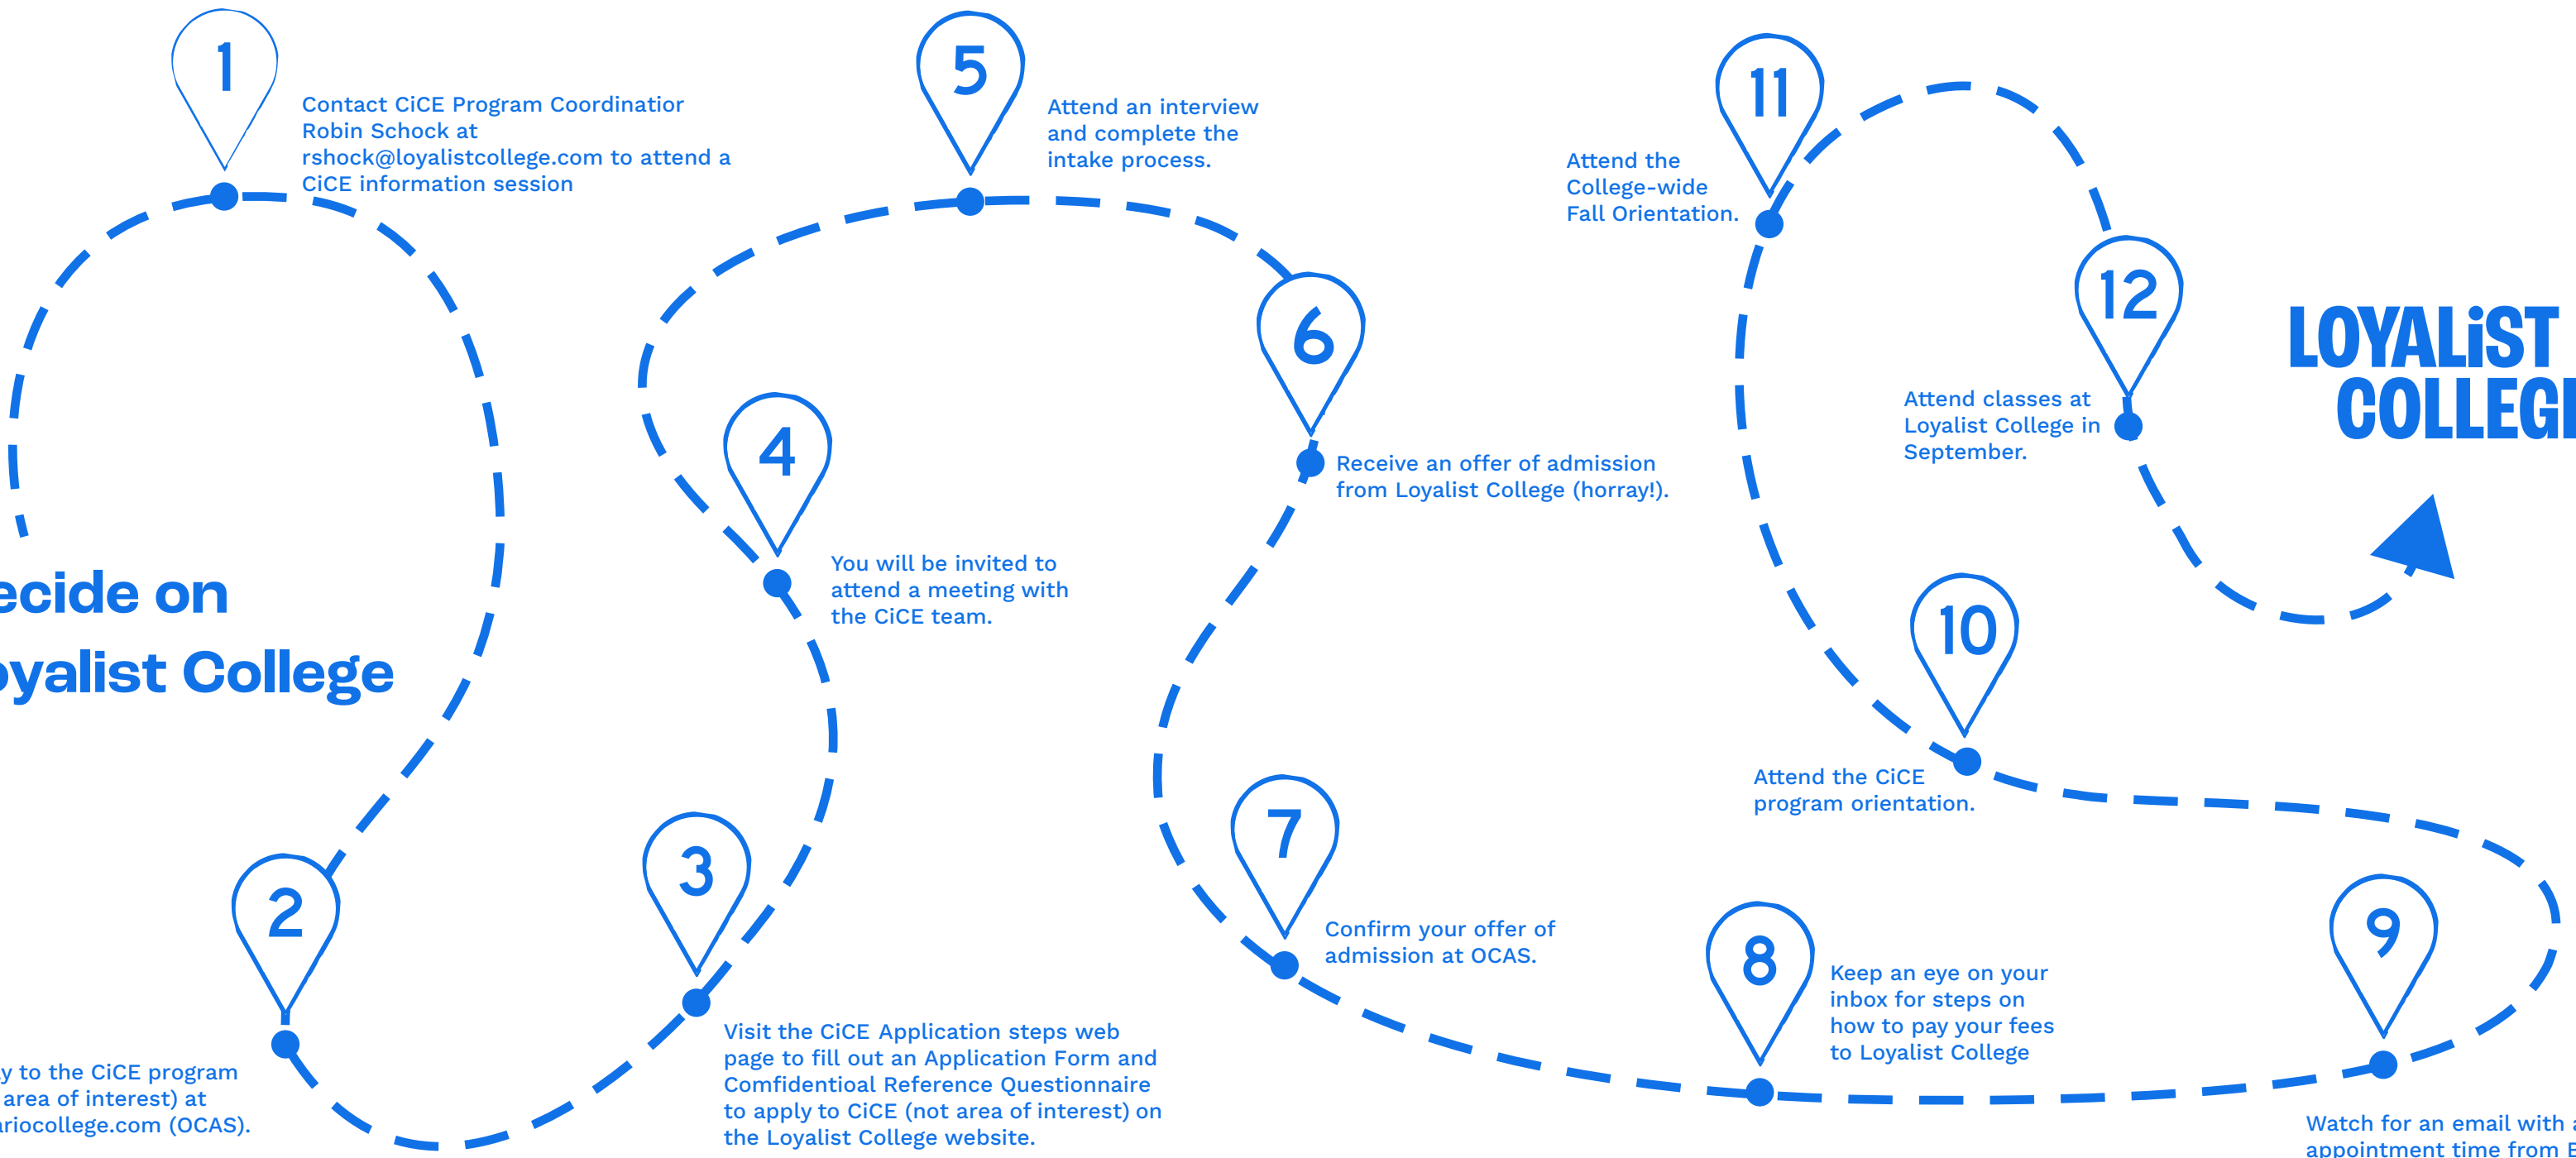 1
Contact CiCE Program Coordinatior
Robin Schock at
rshock@loyalistcollege.com to attend a
CiCE information session
ecide on
oyalist College
2
y to the CiCE program
area of interest) at
ariocollege.com (OCAS).
3
Visit the CiCE Application steps web
page to fill out an Application Form and
Comfidentioal Reference Questionnaire
to apply to CiCE (not area of interest) on
the Loyalist College website.
4
You will be invited to
attend a meeting with
the CiCE team.
5
Attend an interview
and complete the
intake process.
6
Receive an offer of admission
from Loyalist College (horray!).
7
Confirm your offer of
admission at OCAS.
8
Keep an eye on your
inbox for steps on
how to pay your fees
to Loyalist College
9
Watch for an email with
appointment time from
10
Attend the CiCE
program orientation.
11
Attend the
College-wide
Fall Orientation.
12
Attend classes at
Loyalist College in
September.
LOYALiST
COLLEGE